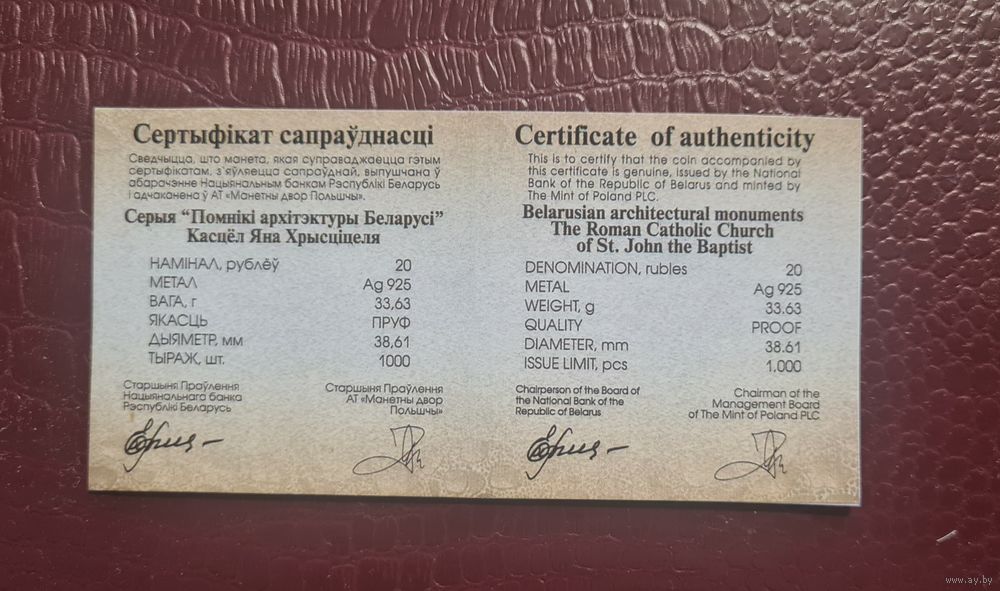 Сертыфікат сапраўднасці
Сведчыцца, што манета, якая суправаджаецца гэтым
сертыфікатам, з'яўляецца сапраўднай, выпушчана ў
абарачэнне Нацыянальным банкам Рэспублікі Беларусь
і адчаканена ў АТ «Манетны двор Польшчы».
Серыя "Помнікі архітэктуры Беларусі"
Касцёл Яна Хрысціцеля
НАМІНАЛ, рублёў 20
МЕТАЛ Ag 925
ВАГА, г 33,63
ЯКАСЦЬ ПРУФ
ДЫЯМЕТР, мм 38,61
ТЫРАЖ, шт. 1000
Старшыня Праўлення
Нацыянальнага банка
Рэспублікі Беларусь
Старшыня Праўлення
АТ «Манетны двор
Польшчы»
Certificate of authenticity
This is to certify that the coin accompanied by
this certificate is genuine, issued by the National
Bank of the Republic of Belarus and minted by
The Mint of Poland PLC.
Belarusian architectural monuments
The Roman Catholic Church
of St. John the Baptist
DENOMINATION, rubles 20
METAL Ag 925
WEIGHT, g 33.63
QUALITY PROOF
DIAMETER, mm 38.61
ISSUE LIMIT, pcs 1.000
Chairperson of the Board of
the National Bank of the
Republic of Belarus
Chairman of the
Management Board
of The Mint of Poland PLC
www.ay.by